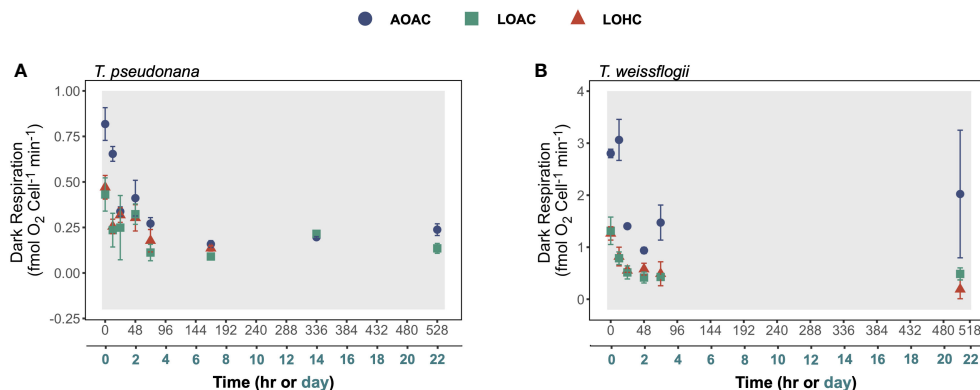 AOAC LOAC LOHC
A T. pseudonana
1.00
0.75
0.50
0.25
0.00
-0.25
Dark Respiration
(fmol O₂ Cell⁻¹ min⁻¹)
0 48 96 144 192 240 288 336 384 432 480 528
0 2 4 6 8 10 12 14 16 18 20 22
Time (hr or day)
B T. weissflogii
4
3
2
1
0
Dark Respiration
(fmol O₂ Cell⁻¹ min⁻¹)
0 48 96 144 192 240 288 336 384 432 480 518
0 2 4 6 8 10 12 14 16 18 20 22
Time (hr or day)